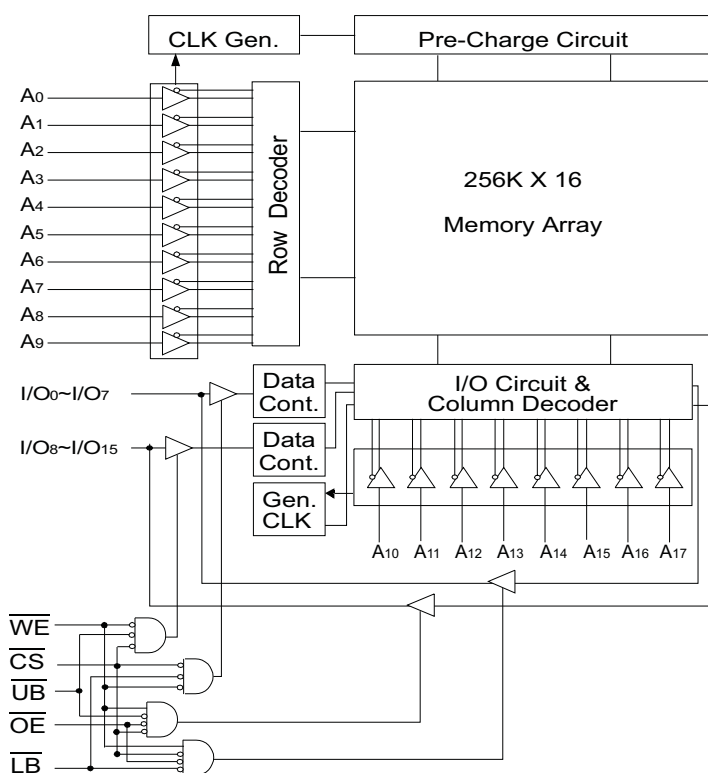 CLK Gen.
Pre-Charge Circuit
A0
A1
A2
A3
A4
A5
A6
A7
A8
A9
Row Decoder
256K X 16
Memory Array
I/O0~I/O7
Data
Cont.
I/O Circuit &
Column Decoder
I/O8~I/O15
Data
Cont.
Gen.
CLK
A10 A11 A12 A13 A14 A15 A16 A17
WE
CS
UB
OE
LB